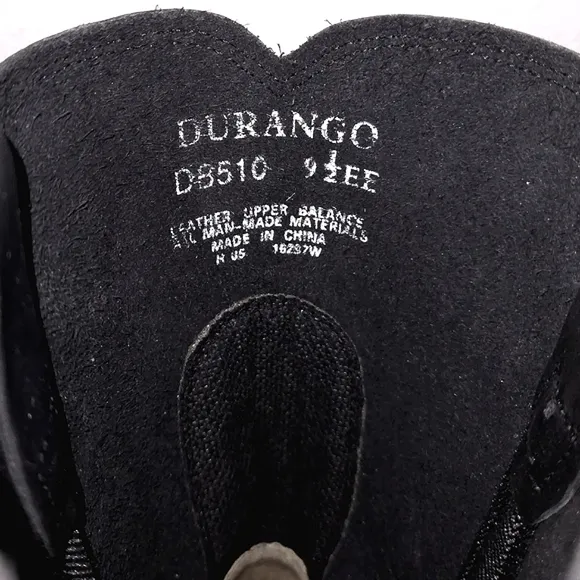 DURANGO
DB510 9½EE
LEATHER UPPER BALANCE
ALL MAN-MADE MATERIALS
MADE IN CHINA
H 05 16297W